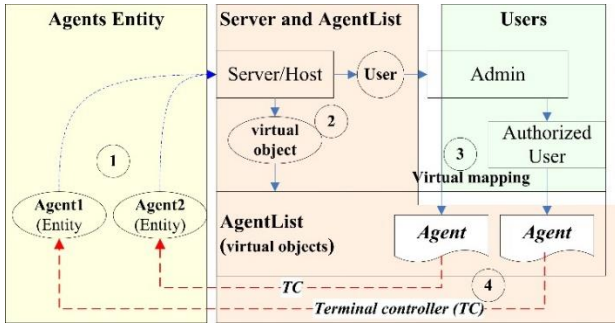 Agents Entity
Server and AgentList
Users
Server/Host
User
Admin
virtual
object
2
Authorized
User
1
3
Virtual mapping
Agent1
(Entity
Agent2
(Entity)
AgentList
(virtual objects)
Agent
Agent
TC
4
Terminal controller (TC)